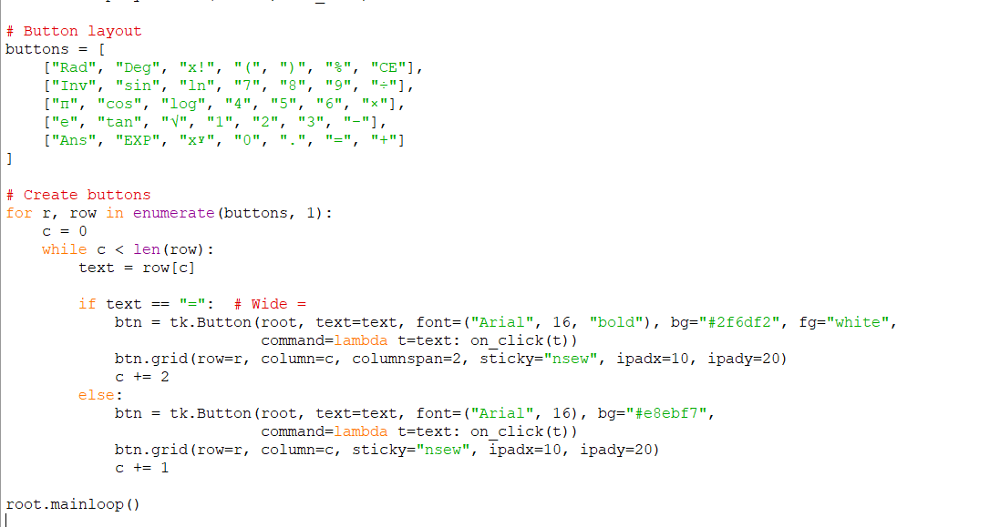 # Button layout
buttons = [
    ["Rad", "Deg", "x!", "(", ")", "%", "CE"],
    ["Inv", "sin", "ln", "7", "8", "9", "÷"],
    ["π", "cos", "log", "4", "5", "6", "×"],
    ["e", "tan", "√", "1", "2", "3", "-"],
    ["Ans", "EXP", "xʸ", "0", ".", "=", "+"]
]
# Create buttons
for r, row in enumerate(buttons, 1):
    c = 0
    while c < len(row):
        text = row[c]
        if text == "=":  # Wide =
            btn = tk.Button(root, text=text, font=("Arial", 16, "bold"), bg="#2f6df2", fg="white",
                            command=lambda t=text: on_click(t))
            btn.grid(row=r, column=c, columnspan=2, sticky="nsew", ipadx=10, ipady=20)
            c += 2
        else:
            btn = tk.Button(root, text=text, font=("Arial", 16), bg="#e8ebf7",
                            command=lambda t=text: on_click(t))
            btn.grid(row=r, column=c, sticky="nsew", ipadx=10, ipady=20)
            c += 1
root.mainloop()